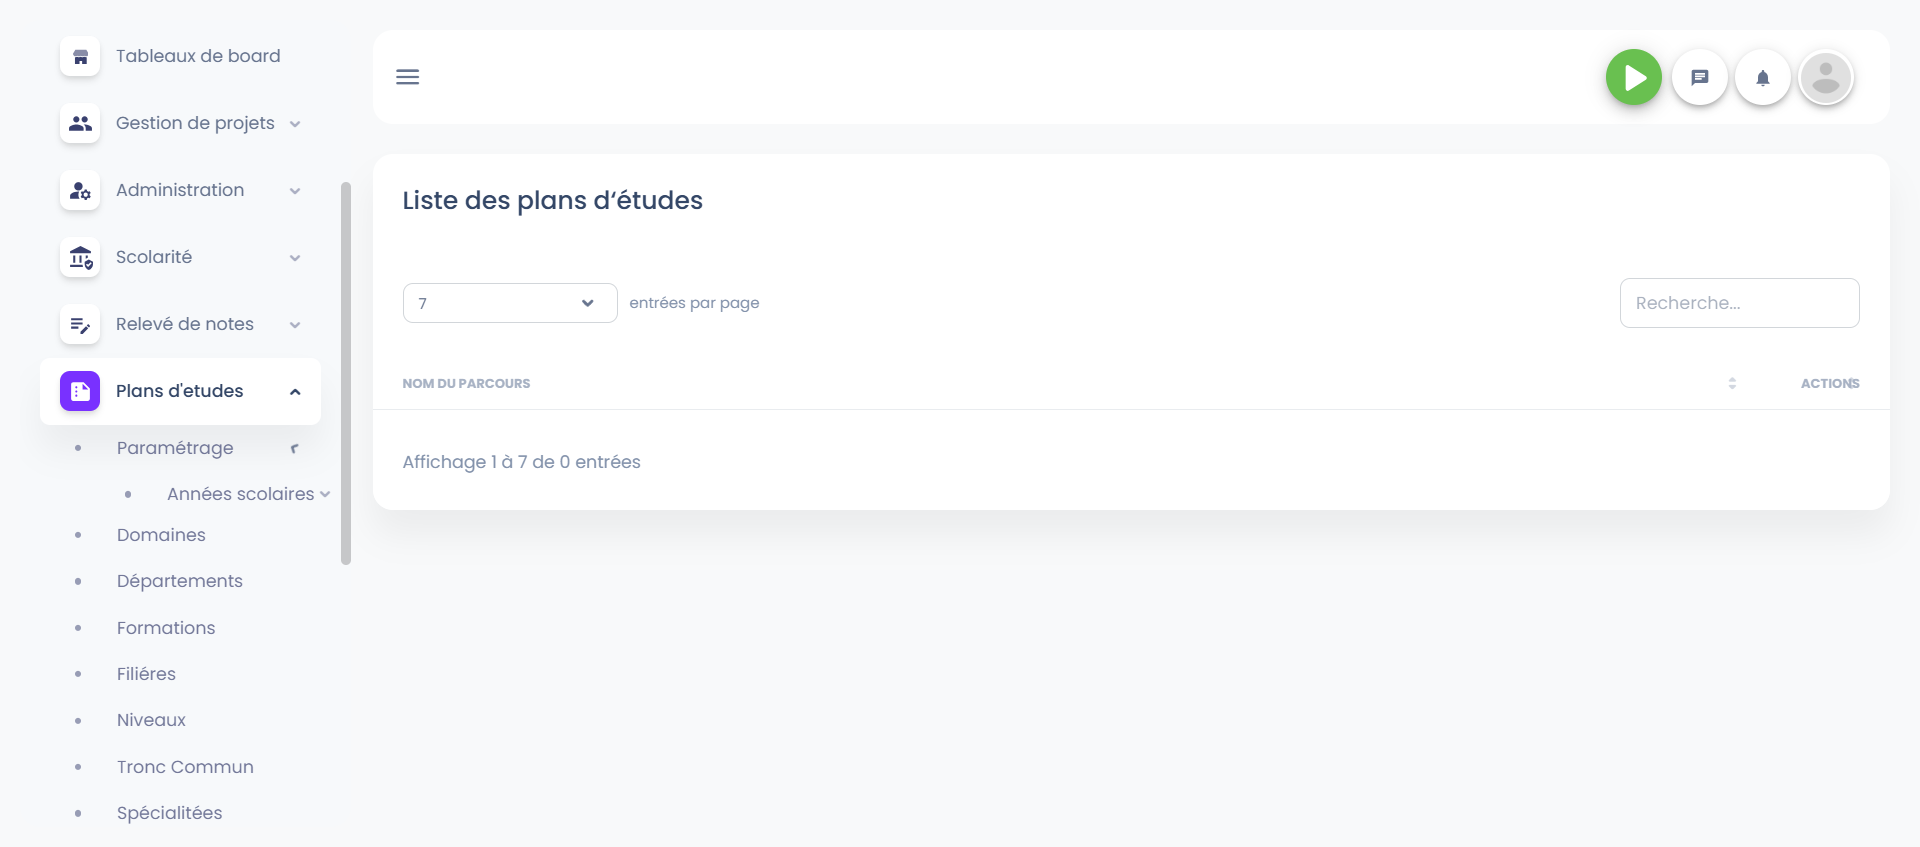 Tableaux de board
Gestion de projets
Administration
Scolarité
Relevé de notes
Plans d'etudes
Paramétrage
Années scolaires
Domaines
Départements
Formations
Filiéres
Niveaux
Tronc Commun
Spécialitées
Liste des plans d‘études
7 entrées par page
Recherche...
NOM DU PARCOURS ACTIONS
Affichage 1 à 7 de 0 entrées